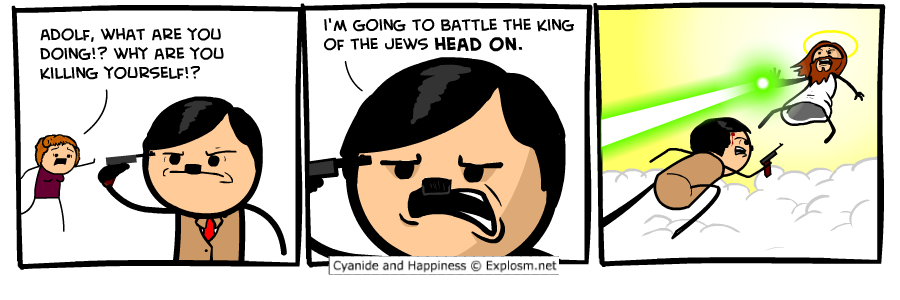 ADOLF, WHAT ARE YOU
DOING!? WHY ARE YOU
KILLING YOURSELF!?
I'M GOING TO BATTLE THE KING
OF THE JEWS HEAD ON.
Cyanide and Happiness © Explosm.net